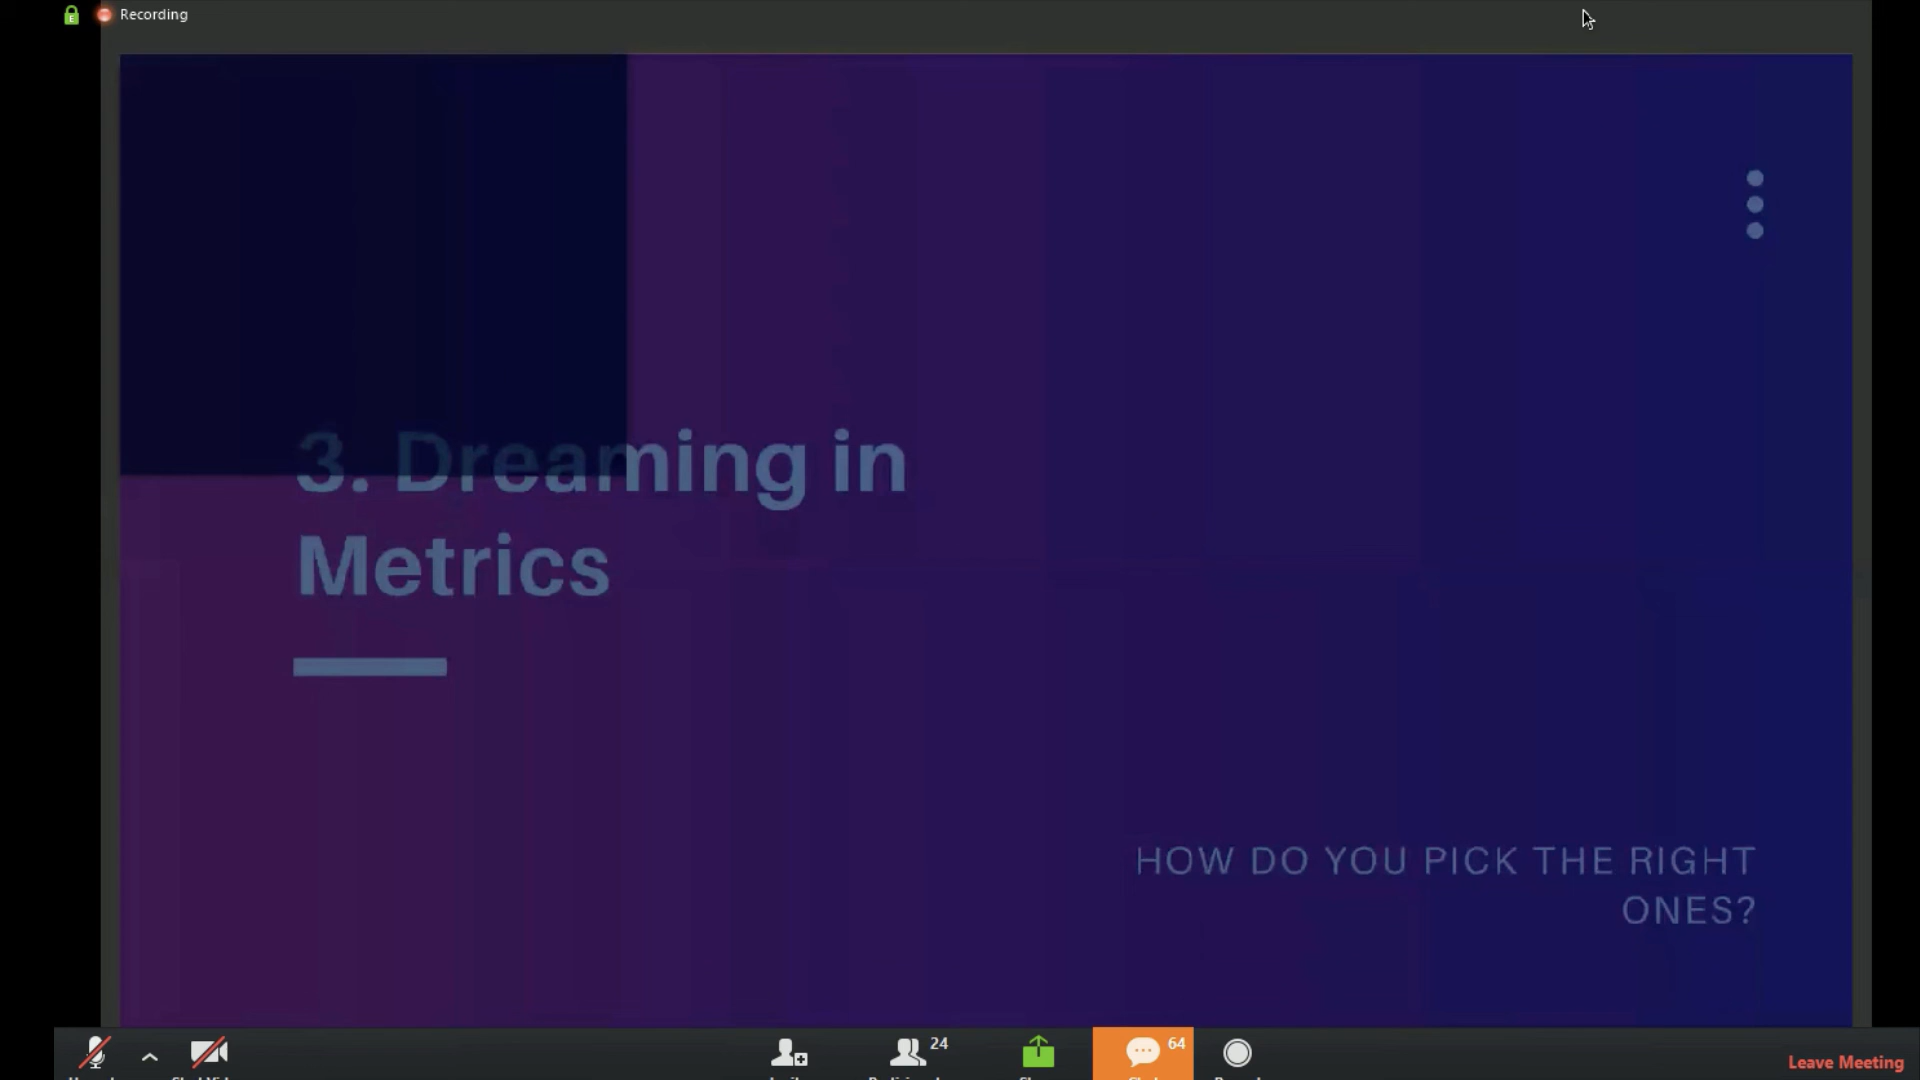 Recording
3. Dreaming in
Metrics
HOW DO YOU PICK THE RIGHT
ONES?
24
64
Leave Meeting